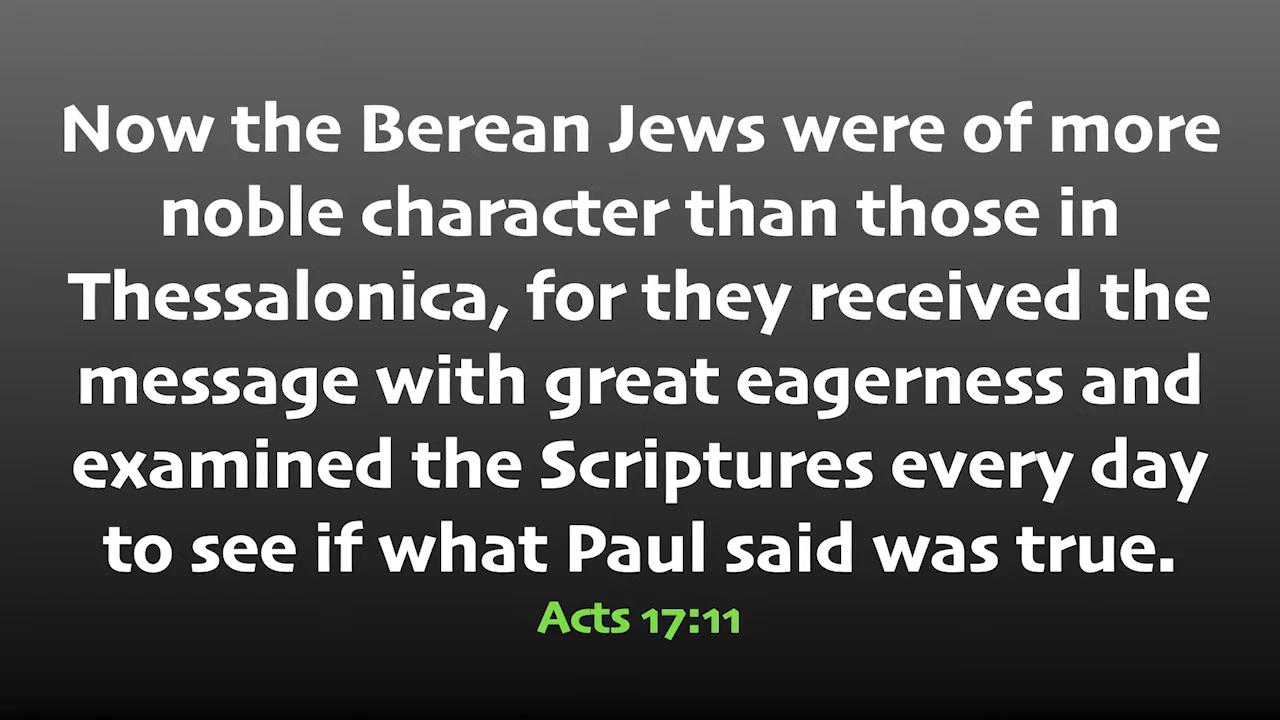 Now the Berean Jews were of more
noble character than those in
Thessalonica, for they received the
message with great eagerness and
examined the Scriptures every day
to see if what Paul said was true.
Acts 17:11